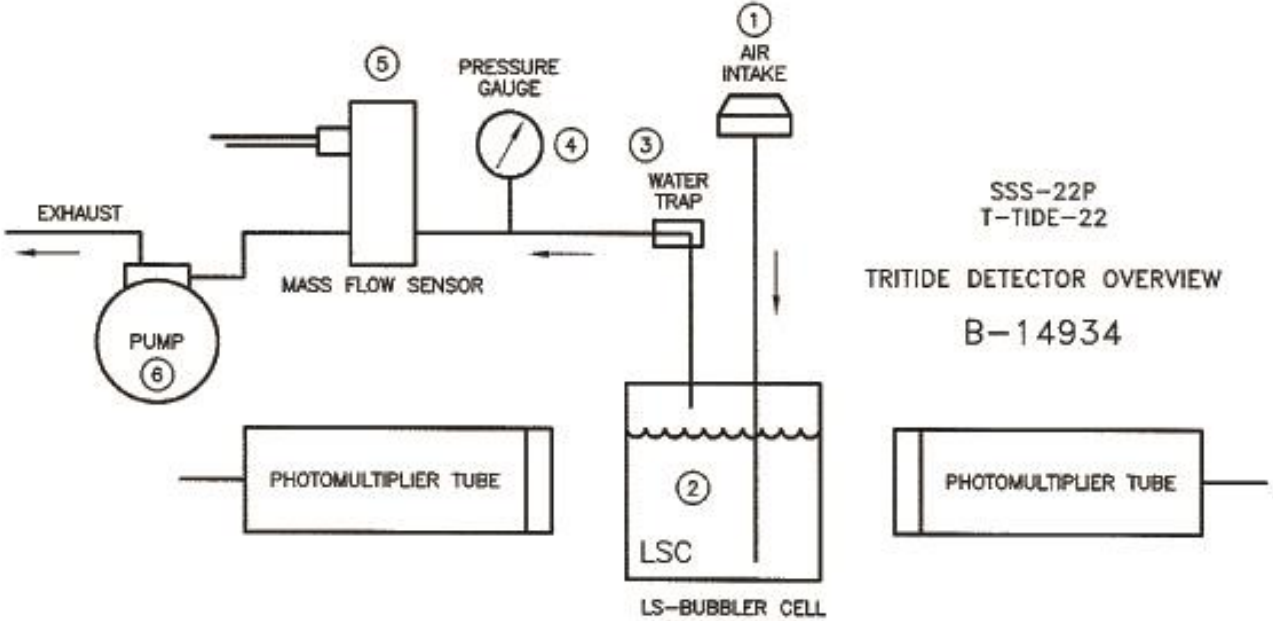 1
AIR
INTAKE
5
PRESSURE
GAUGE
4
3
WATER
TRAP
SSS-22P
T-TIDE-22
EXHAUST
MASS FLOW SENSOR
TRITIDE DETECTOR OVERVIEW
B-14934
PUMP
6
PHOTOMULTIPLIER TUBE
2
PHOTOMULTIPLIER TUBE
LSC
LS-BUBBLER CELL